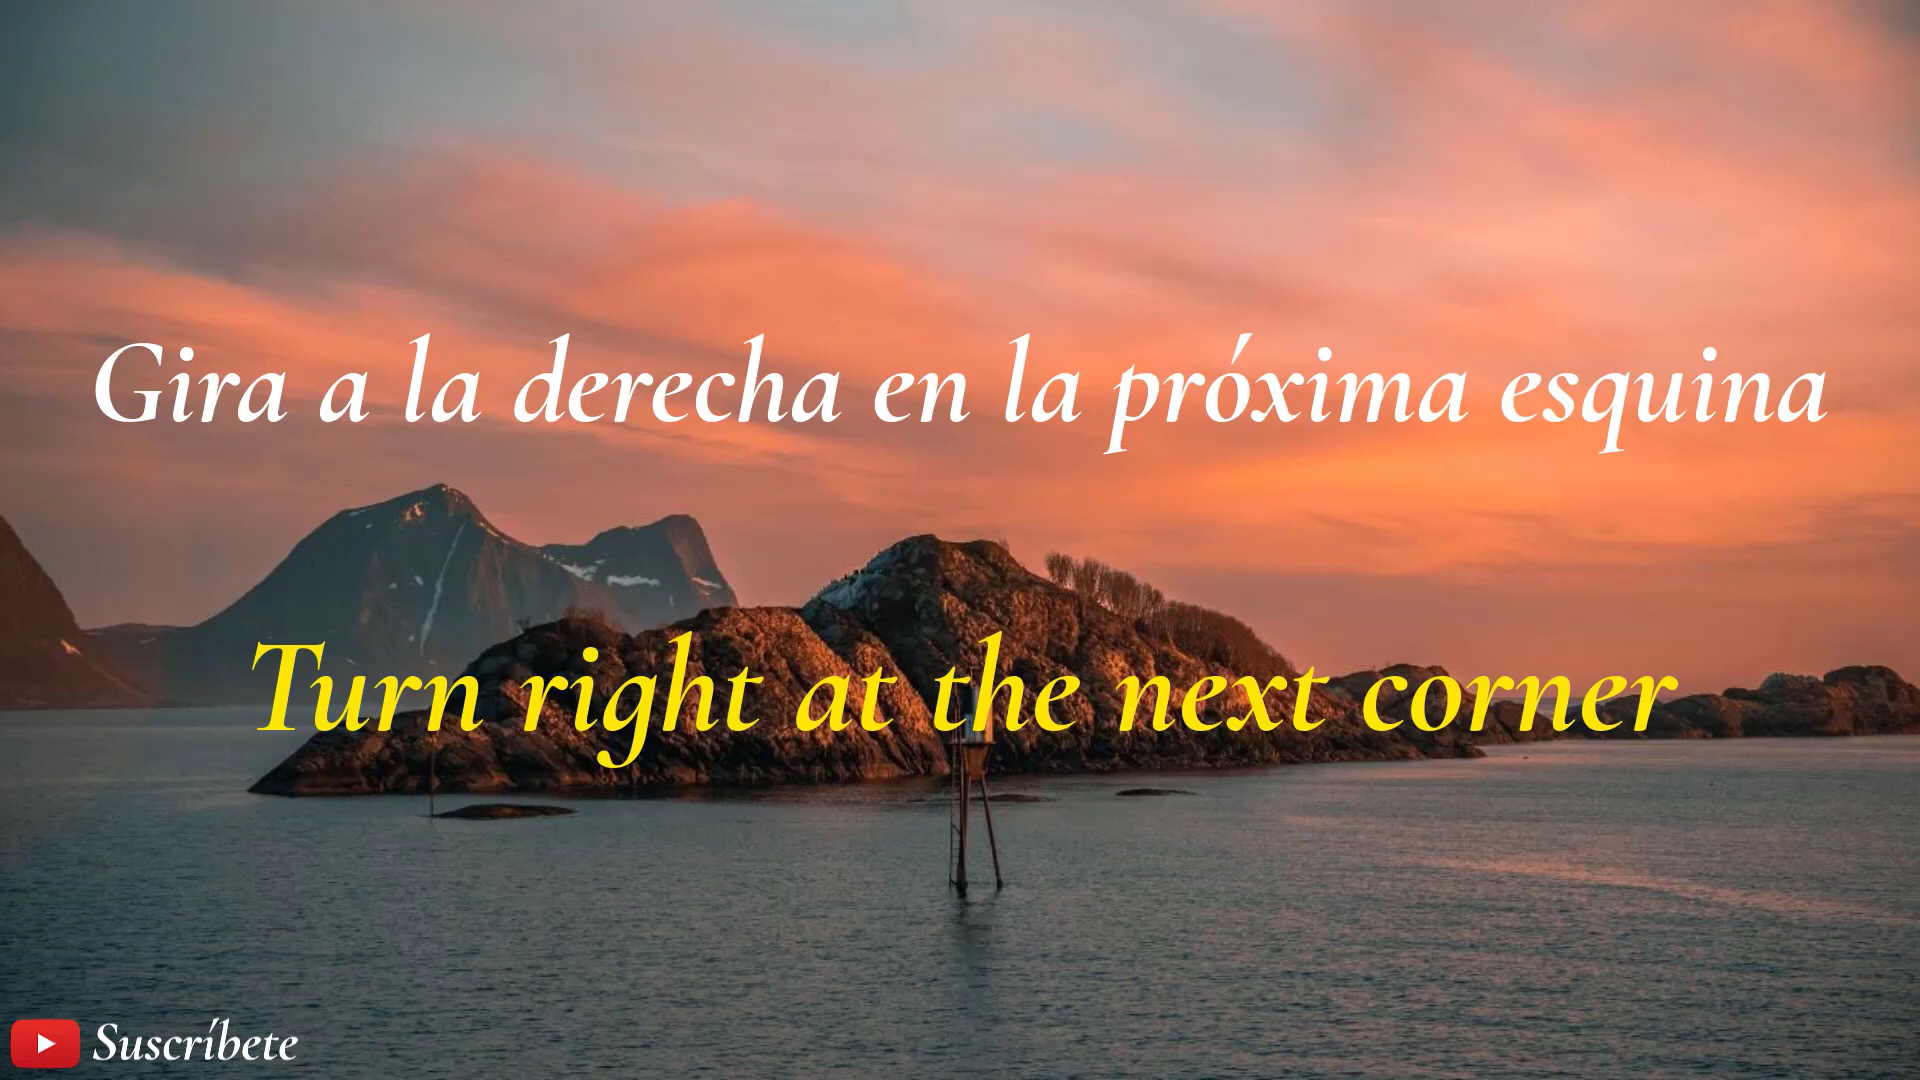 Gira a la derecha en la próxima esquina
Turn right at the next corner
Suscríbete